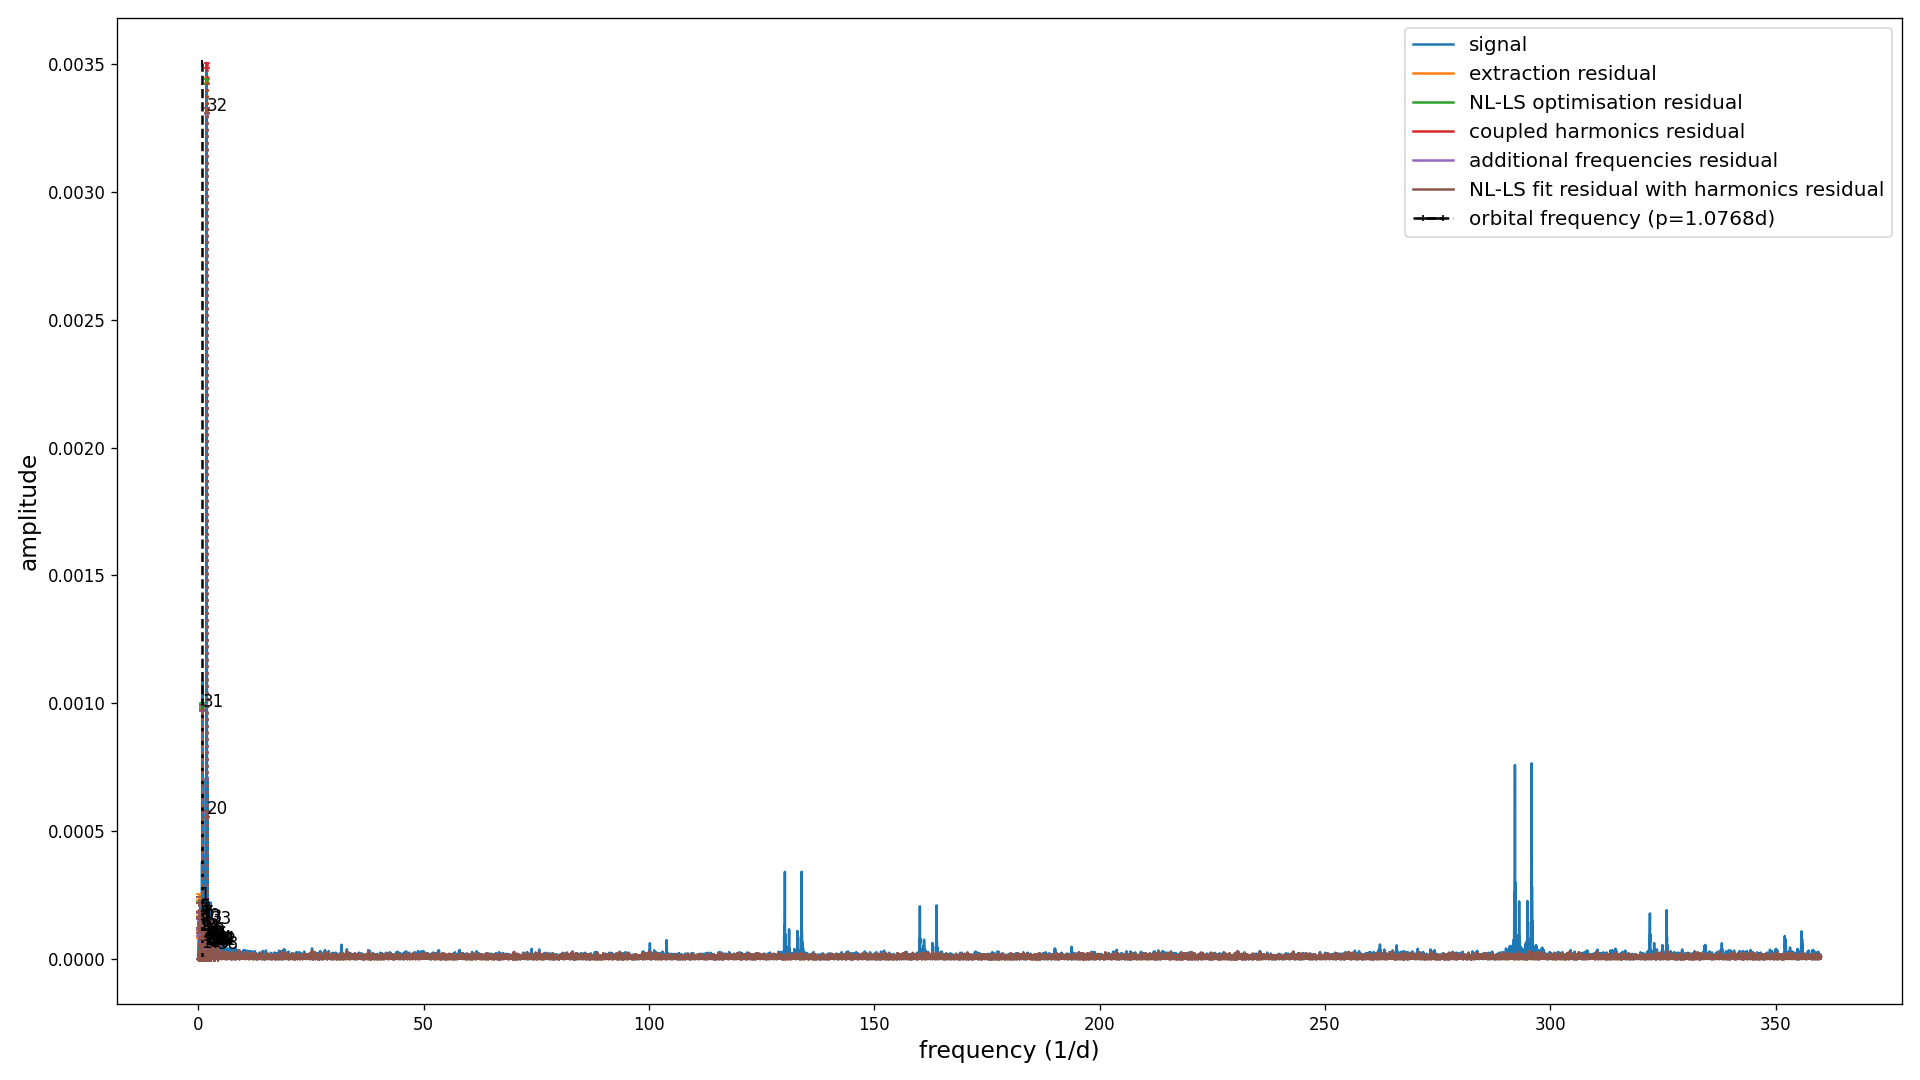 signal
extraction residual
NL-LS optimisation residual
coupled harmonics residual
additional frequencies residual
NL-LS fit residual with harmonics residual
orbital frequency (p=1.0768d)
amplitude
0.0035
0.0030
0.0025
0.0020
0.0015
0.0010
0.0005
0.0000
32
31
20
0
50
100
150
200
250
300
350
frequency (1/d)